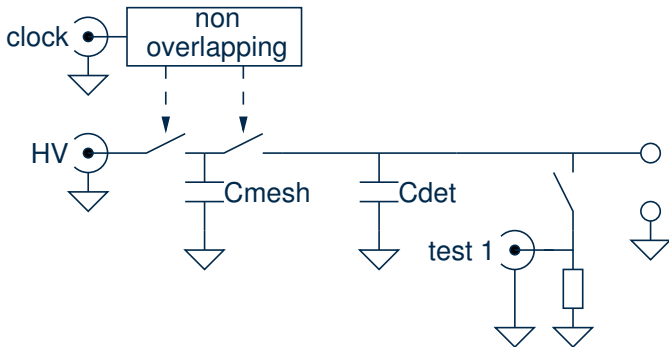 non
clock
overlapping
HV
Cmesh
Cdet
test 1